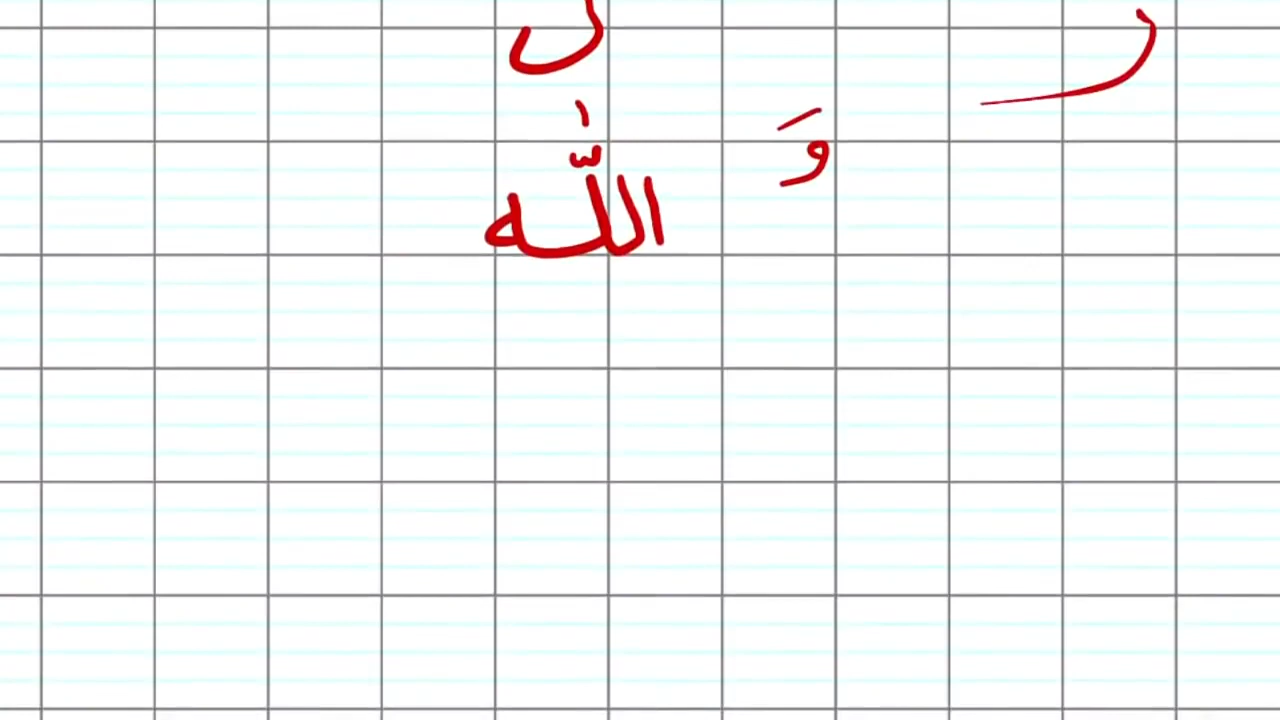 ل ر
وَ اللّٰه